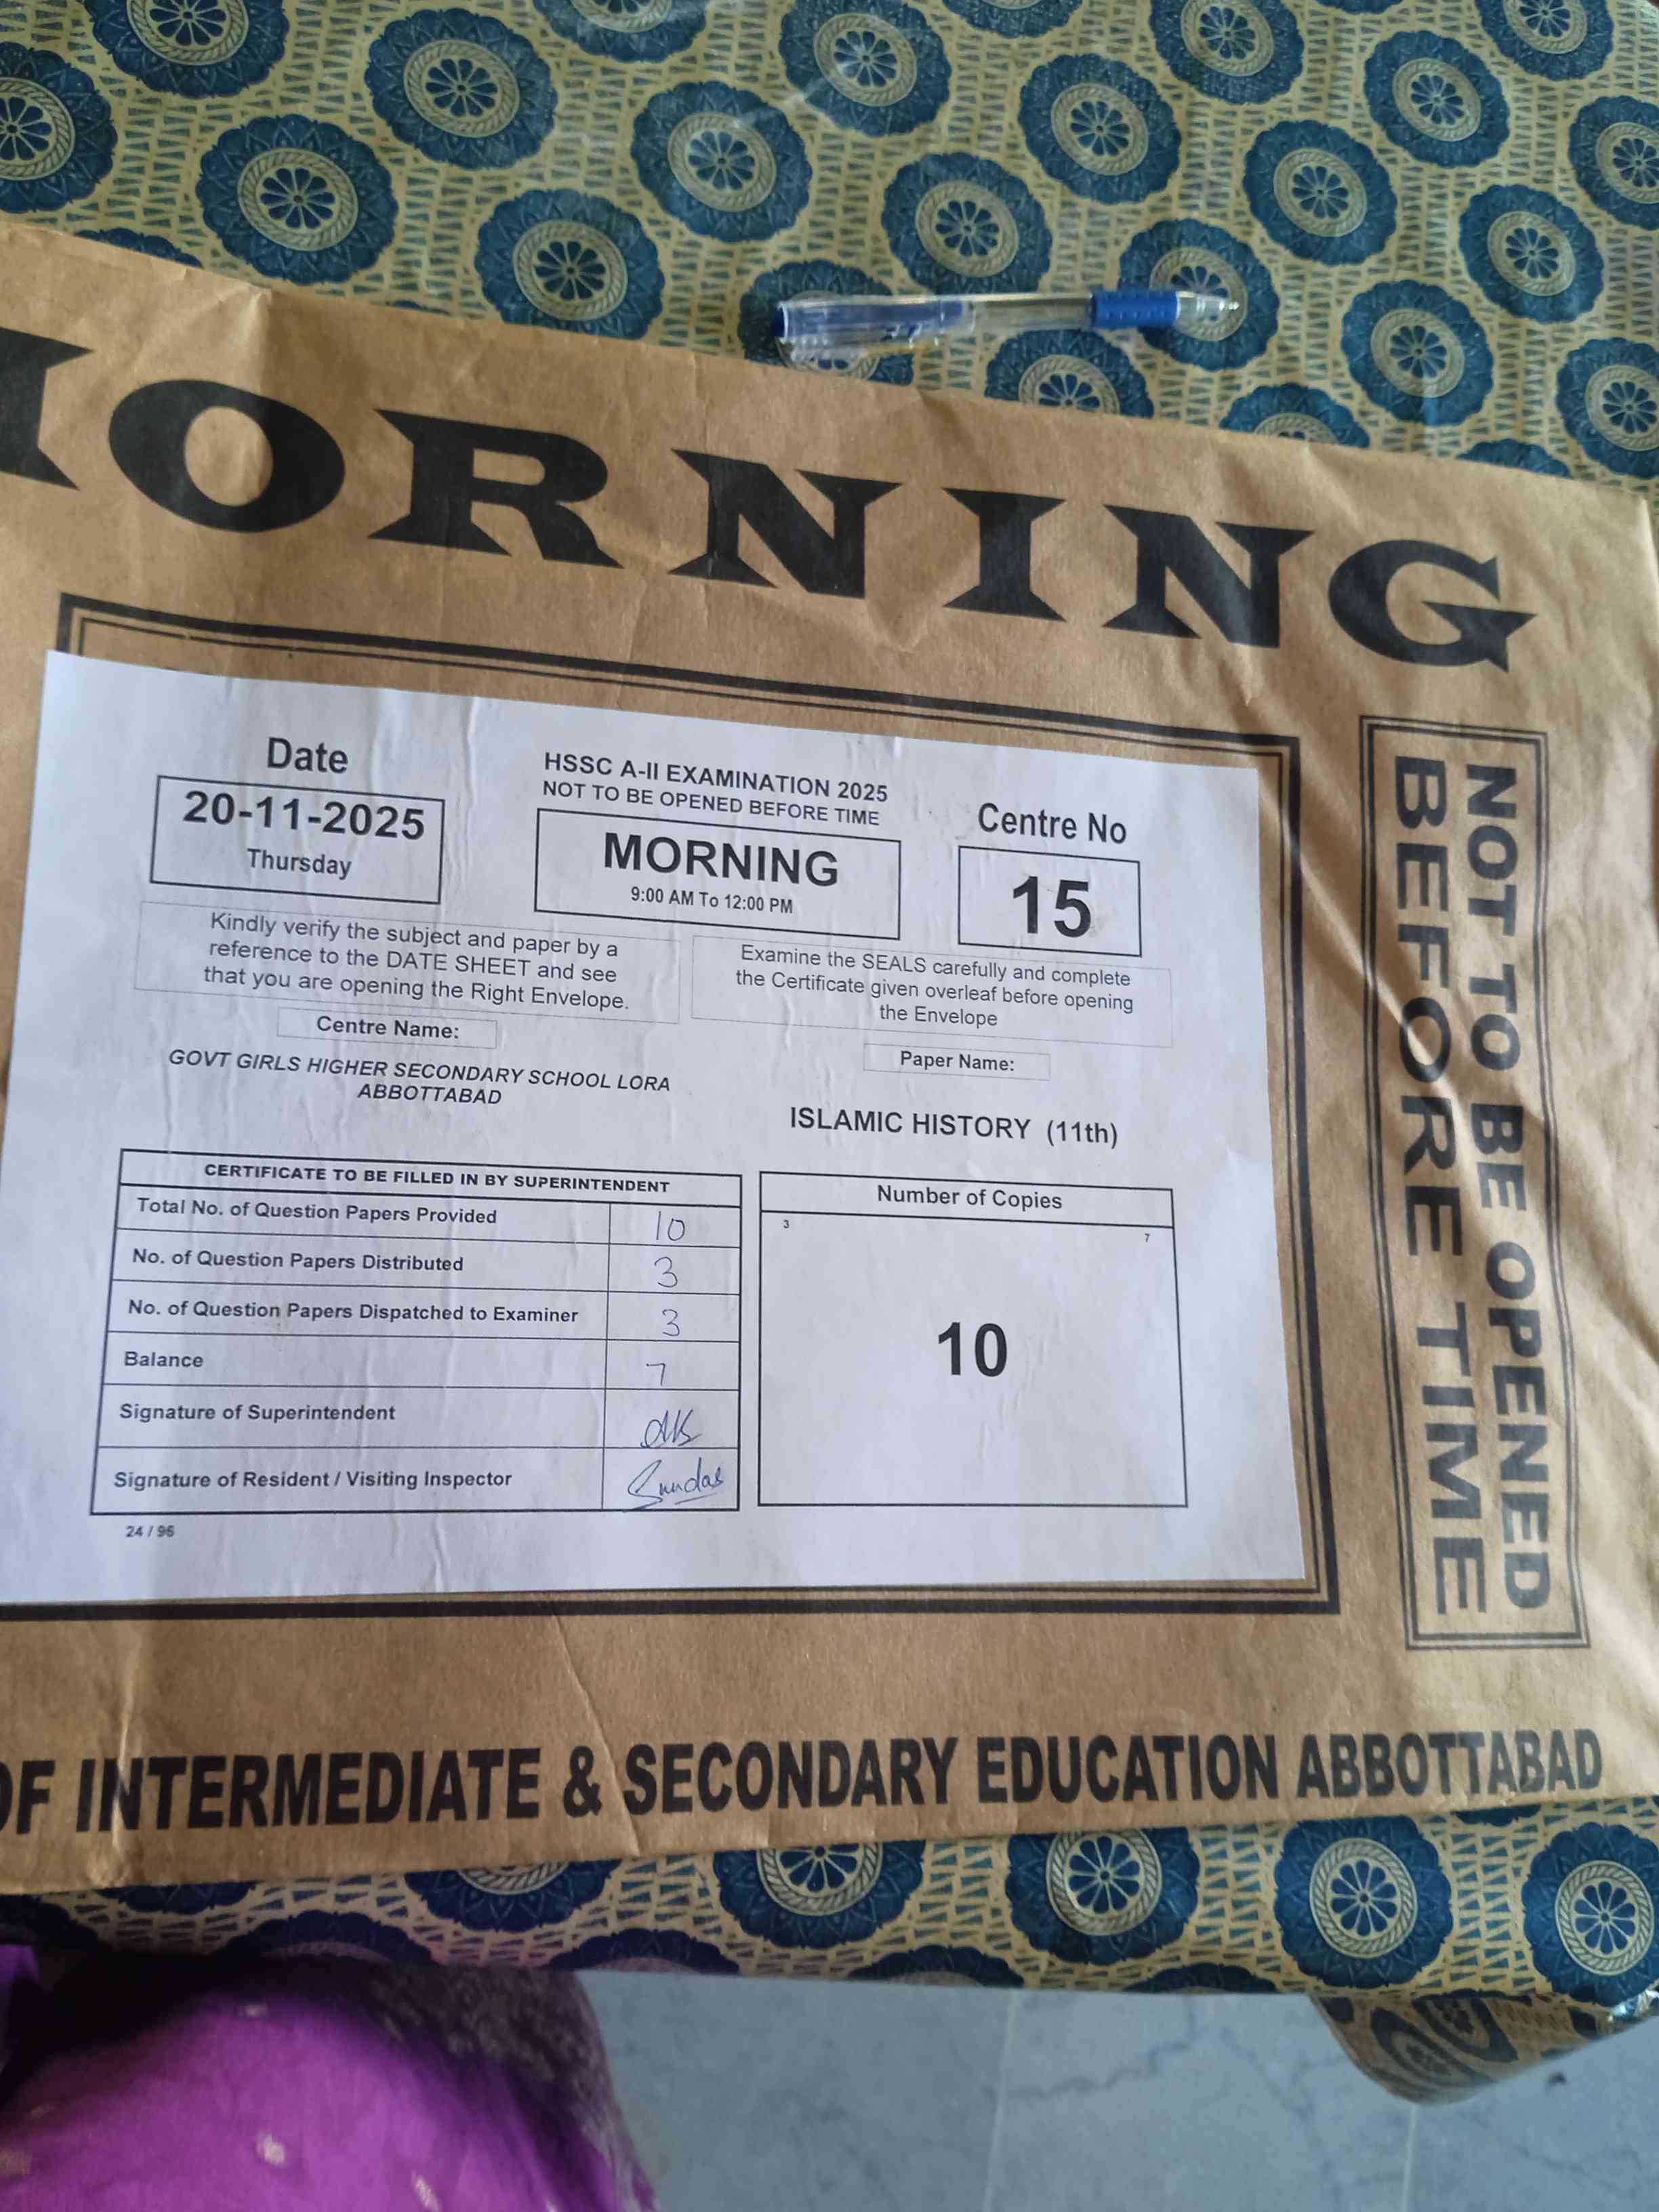 MORNING
Date
20-11-2025
Thursday
HSSC A-II EXAMINATION 2025
NOT TO BE OPENED BEFORE TIME
MORNING
9:00 AM To 12:00 PM
Centre No
15
Kindly verify the subject and paper by a
reference to the DATE SHEET and see
that you are opening the Right Envelope.
Examine the SEALS carefully and complete
the Certificate given overleaf before opening
the Envelope
Centre Name:
GOVT GIRLS HIGHER SECONDARY SCHOOL LORA
ABBOTTABAD
Paper Name:
ISLAMIC HISTORY (11th)
CERTIFICATE TO BE FILLED IN BY SUPERINTENDENT
Total No. of Question Papers Provided 10
No. of Question Papers Distributed 3
No. of Question Papers Dispatched to Examiner 3
Balance 7
Signature of Superintendent
Signature of Resident / Visiting Inspector Sundas
24 / 96
Number of Copies
3 7
10
NOT TO BE OPENED
BEFORE TIME
OF INTERMEDIATE & SECONDARY EDUCATION ABBOTTABAD